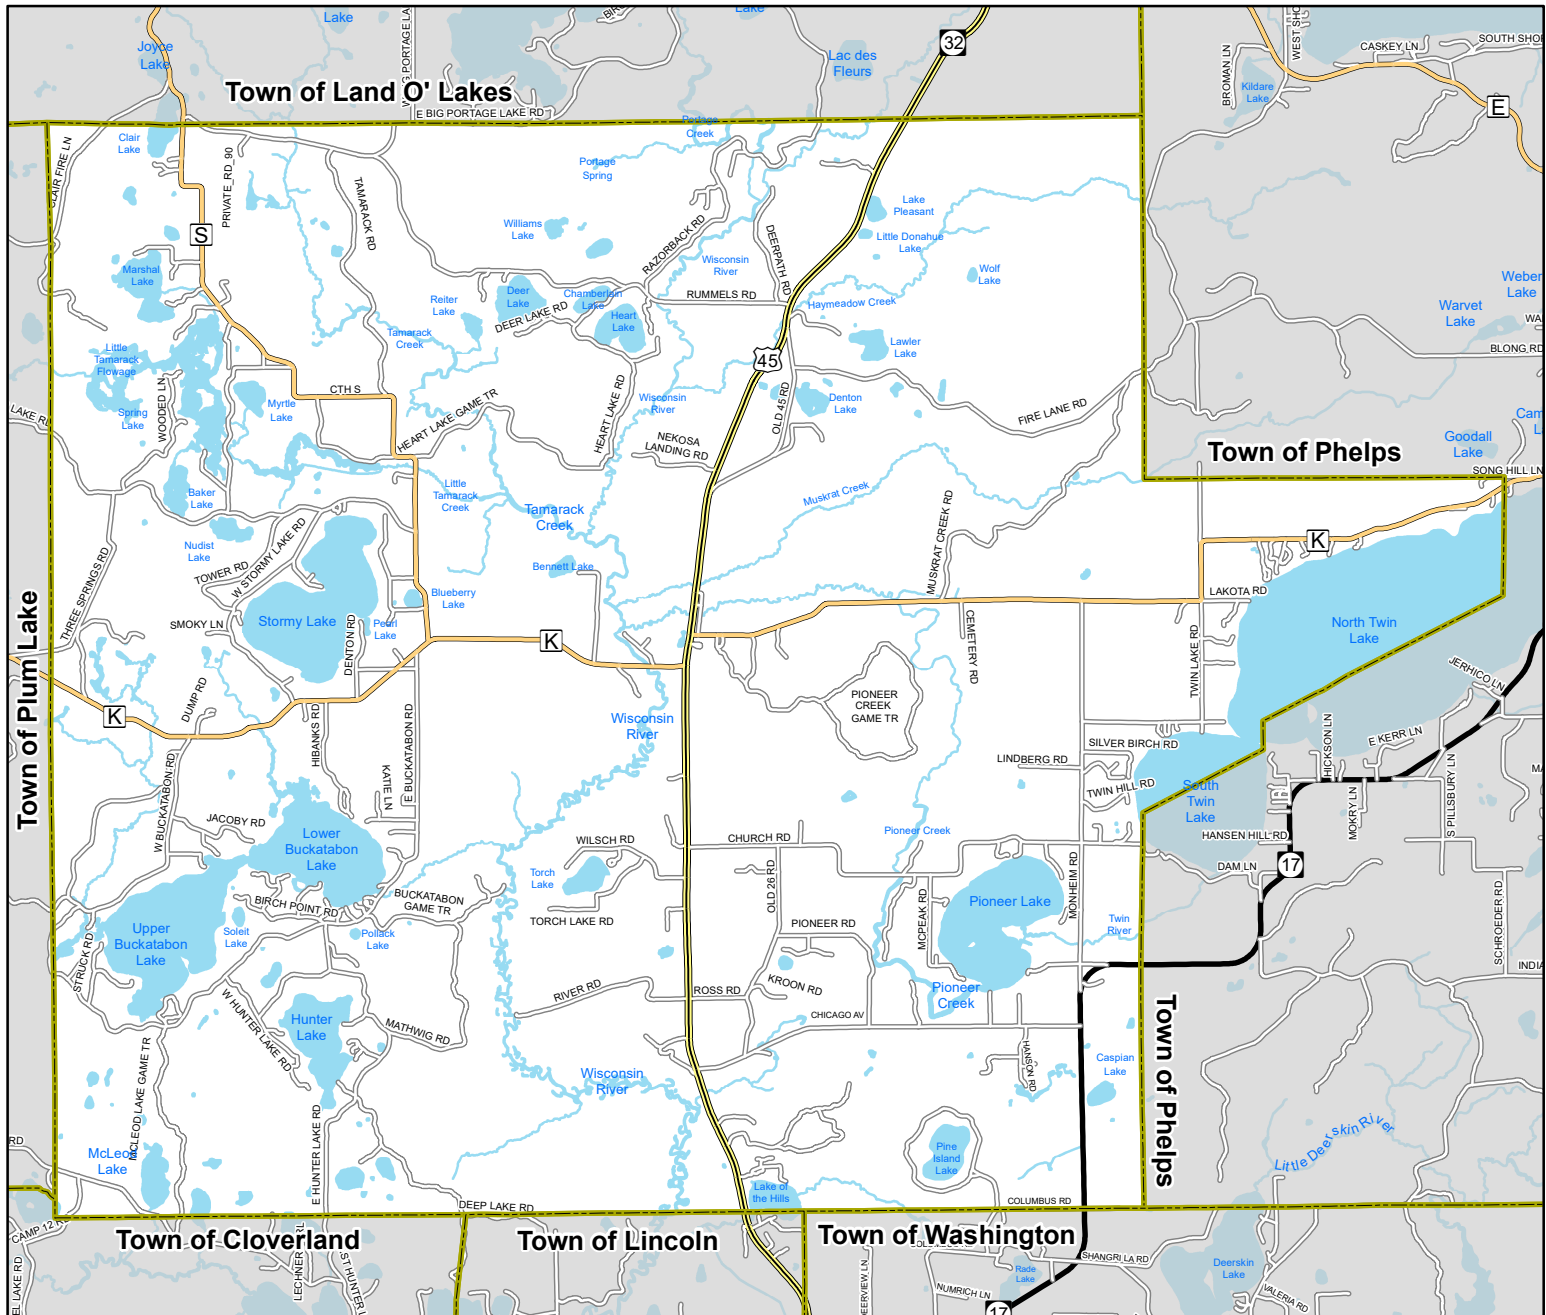 Lake
Joyce
Lake
Lake
Lac des
Fleurs
32
BROMAN LN
CASKEY LN
Kildare
Lake
E
Town of Land O' Lakes
E BIG PORTAGE LAKE RD
Portage
Creek
Clair
Lake
CLAIR FIRE LN
PRIVATE_RD_90
TAMARACK RD
Portage
Spring
Williams
Lake
RAZORBACK RD
DEERPATH RD
Lake
Pleasant
Little Donahue
Lake
S
Marshal
Lake
Wisconsin
River
Wolf
Lake
Reiter
Lake
Deer
Lake
Chamberlain
Lake
Heart
Lake
DEER LAKE RD
RUMMELS RD
Haymeadow Creek
Tamarack
Creek
Lawler
Lake
Warvet
Lake
Weber
Lake
BLONG RD
Little
Tamarack
Flowage
Spring
Lake
WOODED LN
Myrtle
Lake
CTH S
HEART LAKE GAME TR
HEART LAKE RD
Wisconsin
River
NEKOSA
LANDING RD
45
OLD 45 RD
Denton
Lake
FIRE LANE RD
Goodall
Lake
Town of Phelps
SONG HILL LN
Baker
Lake
Nudist
Lake
Little
Tamarack
Creek
Tamarack
Creek
Muskrat Creek
MUSKRAT CREEK RD
K
THREE SPRINGS RD
TOWER RD
W STORMY LAKE RD
SMOKY LN
Stormy Lake
DENTON RD
Pearl
Lake
Blueberry
Lake
Bennett Lake
K
LAKOTA RD
North Twin
Lake
TWIN LAKE RD
CEMETERY RD
JERHICO LN
Town of Plum Lake
K
DUMP RD
HIBANKS RD
KATIE LN
E BUCKATABON RD
W BUCKATABON RD
Wisconsin
River
PIONEER
CREEK
GAME TR
LINDBERG RD
SILVER BIRCH RD
TWIN HILL RD
South
Twin
Lake
HICKSON LN
E KERR LN
MOKRY LN
S PILLSBURY LN
HANSEN HILL RD
DAM LN
17
JACOBY RD
Lower
Buckatabon
Lake
WILSCH RD
CHURCH RD
Pioneer Creek
Torch
Lake
TORCH LAKE RD
OLD 26 RD
PIONEER RD
MCPEAK RD
Pioneer Lake
MONHEIM RD
Twin
River
SCHROEDER RD
BIRCH POINT RD
BUCKATABON
GAME TR
Upper
Buckatabon
Lake
Soleit
Lake
Pollack
Lake
STRUCK RD
RIVER RD
ROSS RD
KROON RD
CHICAGO AV
Pioneer
Creek
W HUNTER LAKE RD
Hunter
Lake
MATHWIG RD
HANSON RD
Caspian
Lake
Town of Phelps
Wisconsin
River
MCLEOD LAKE GAME TR
McLeod
Lake
E HUNTER LAKE RD
Pine
Island
Lake
Little Deerskin River
Lake of
the Hills
COLUMBUS RD
DEEP LAKE RD
Town of Cloverland
Town of Lincoln
Town of Washington
SHANGRI LA RD
Rade
Lake
NUMRICH LN
Deerskin
Lake
VALERIA RD
17